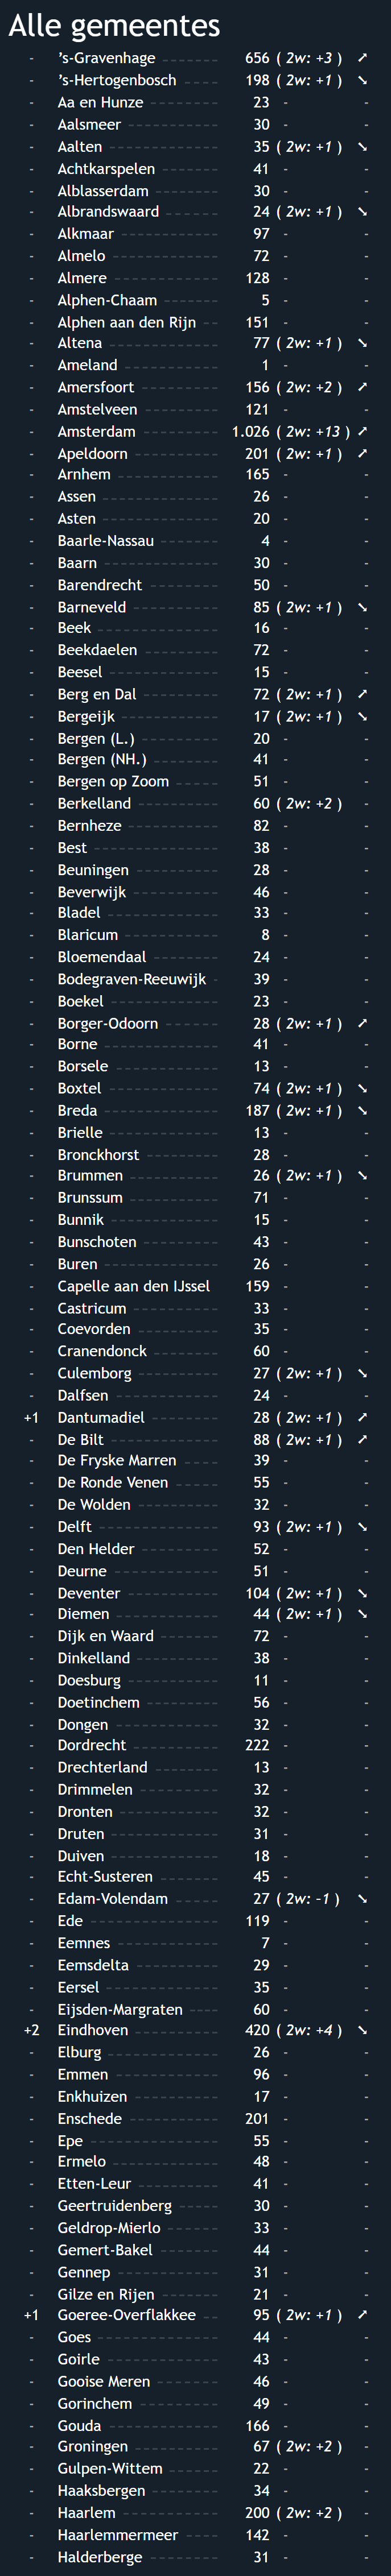 Alle gemeentes
- ’s-Gravenhage 656 ( 2w: +3 ) ➚
- ’s-Hertogenbosch 198 ( 2w: +1 ) ➘
- Aa en Hunze 23 - -
- Aalsmeer 30 - -
- Aalten 35 ( 2w: +1 ) ➘
- Achtkarspelen 41 - -
- Alblasserdam 30 - -
- Albrandswaard 24 ( 2w: +1 ) ➘
- Alkmaar 97 - -
- Almelo 72 - -
- Almere 128 - -
- Alphen-Chaam 5 - -
- Alphen aan den Rijn 151 - -
- Altena 77 ( 2w: +1 ) ➘
- Ameland 1 - -
- Amersfoort 156 ( 2w: +2 ) ➚
- Amstelveen 121 - -
- Amsterdam 1.026 ( 2w: +13 ) ➚
- Apeldoorn 201 ( 2w: +1 ) ➚
- Arnhem 165 - -
- Assen 26 - -
- Asten 20 - -
- Baarle-Nassau 4 - -
- Baarn 30 - -
- Barendrecht 50 - -
- Barneveld 85 ( 2w: +1 ) ➘
- Beek 16 - -
- Beekdaelen 72 - -
- Beesel 15 - -
- Berg en Dal 72 ( 2w: +1 ) ➚
- Bergeijk 17 ( 2w: +1 ) ➘
- Bergen (L.) 20 - -
- Bergen (NH.) 41 - -
- Bergen op Zoom 51 - -
- Berkelland 60 ( 2w: +2 ) -
- Bernheze 82 - -
- Best 38 - -
- Beuningen 28 - -
- Beverwijk 46 - -
- Bladel 33 - -
- Blaricum 8 - -
- Bloemendaal 24 - -
- Bodegraven-Reeuwijk 39 - -
- Boekel 23 - -
- Borger-Odoorn 28 ( 2w: +1 ) ➚
- Borne 41 - -
- Borsele 13 - -
- Boxtel 74 ( 2w: +1 ) ➘
- Breda 187 ( 2w: +1 ) ➘
- Brielle 13 - -
- Bronckhorst 28 - -
- Brummen 26 ( 2w: +1 ) ➘
- Brunssum 71 - -
- Bunnik 15 - -
- Bunschoten 43 - -
- Buren 26 - -
- Capelle aan den IJssel 159 - -
- Castricum 33 - -
- Coevorden 35 - -
- Cranendonck 60 - -
- Culemborg 27 ( 2w: +1 ) ➘
- Dalfsen 24 - -
+1 Dantumadiel 28 ( 2w: +1 ) ➚
- De Bilt 88 ( 2w: +1 ) ➚
- De Fryske Marren 39 - -
- De Ronde Venen 55 - -
- De Wolden 32 - -
- Delft 93 ( 2w: +1 ) ➘
- Den Helder 52 - -
- Deurne 51 - -
- Deventer 104 ( 2w: +1 ) ➘
- Diemen 44 ( 2w: +1 ) ➘
- Dijk en Waard 72 - -
- Dinkelland 38 - -
- Doesburg 11 - -
- Doetinchem 56 - -
- Dongen 32 - -
- Dordrecht 222 - -
- Drechterland 13 - -
- Drimmelen 32 - -
- Dronten 32 - -
- Druten 31 - -
- Duiven 18 - -
- Echt-Susteren 45 - -
- Edam-Volendam 27 ( 2w: -1 ) ➘
- Ede 119 - -
- Eemnes 7 - -
- Eemsdelta 29 - -
- Eersel 35 - -
- Eijsden-Margraten 60 - -
+2 Eindhoven 420 ( 2w: +4 ) ➘
- Elburg 26 - -
- Emmen 96 - -
- Enkhuizen 17 - -
- Enschede 201 - -
- Epe 55 - -
- Ermelo 48 - -
- Etten-Leur 41 - -
- Geertruidenberg 30 - -
- Geldrop-Mierlo 33 - -
- Gemert-Bakel 44 - -
- Gennep 31 - -
- Gilze en Rijen 21 - -
+1 Goeree-Overflakkee 95 ( 2w: +1 ) ➚
- Goes 44 - -
- Goirle 43 - -
- Gooise Meren 46 - -
- Gorinchem 49 - -
- Gouda 166 - -
- Groningen 67 ( 2w: +2 ) -
- Gulpen-Wittem 22 - -
- Haaksbergen 34 - -
- Haarlem 200 ( 2w: +2 ) -
- Haarlemmermeer 142 - -
- Halderberge 31 - -